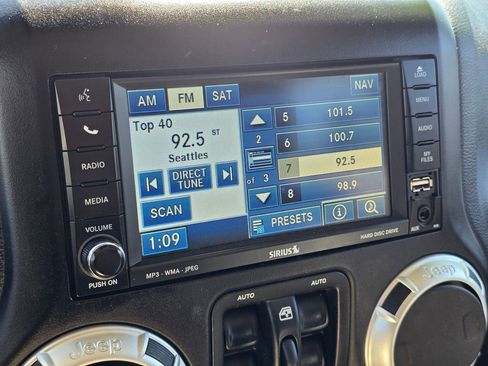 AM FM SAT NAV
Top 40
92.5 ST
Seattles
DIRECT
TUNE
SCAN
1:09
2
of 3
5 101.5
6 100.7
7 92.5
8 98.9
PRESETS
RADIO
MEDIA
VOLUME
PUSH ON
LOAD
MENU
AUDIO
MY
FILES
AUX
MP3 - WMA - JPEG
SIRIUS
HARD DISC DRIVE
AUTO
AUTO
Jeep
Jeep